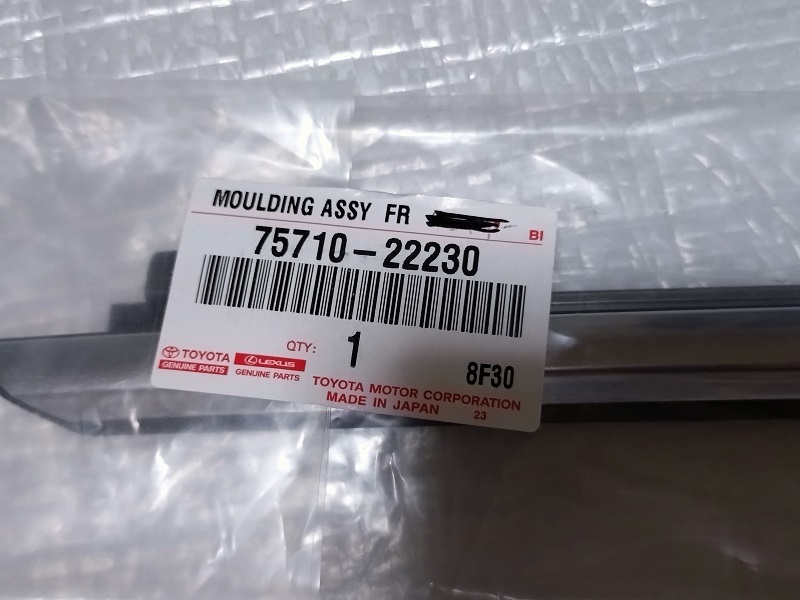 MOULDING ASSY FR
BI
75710-22230
QTY: 1
TOYOTA
GENUINE PARTS
LEXUS
GENUINE PARTS
8F30
TOYOTA MOTOR CORPORATION
MADE IN JAPAN 23